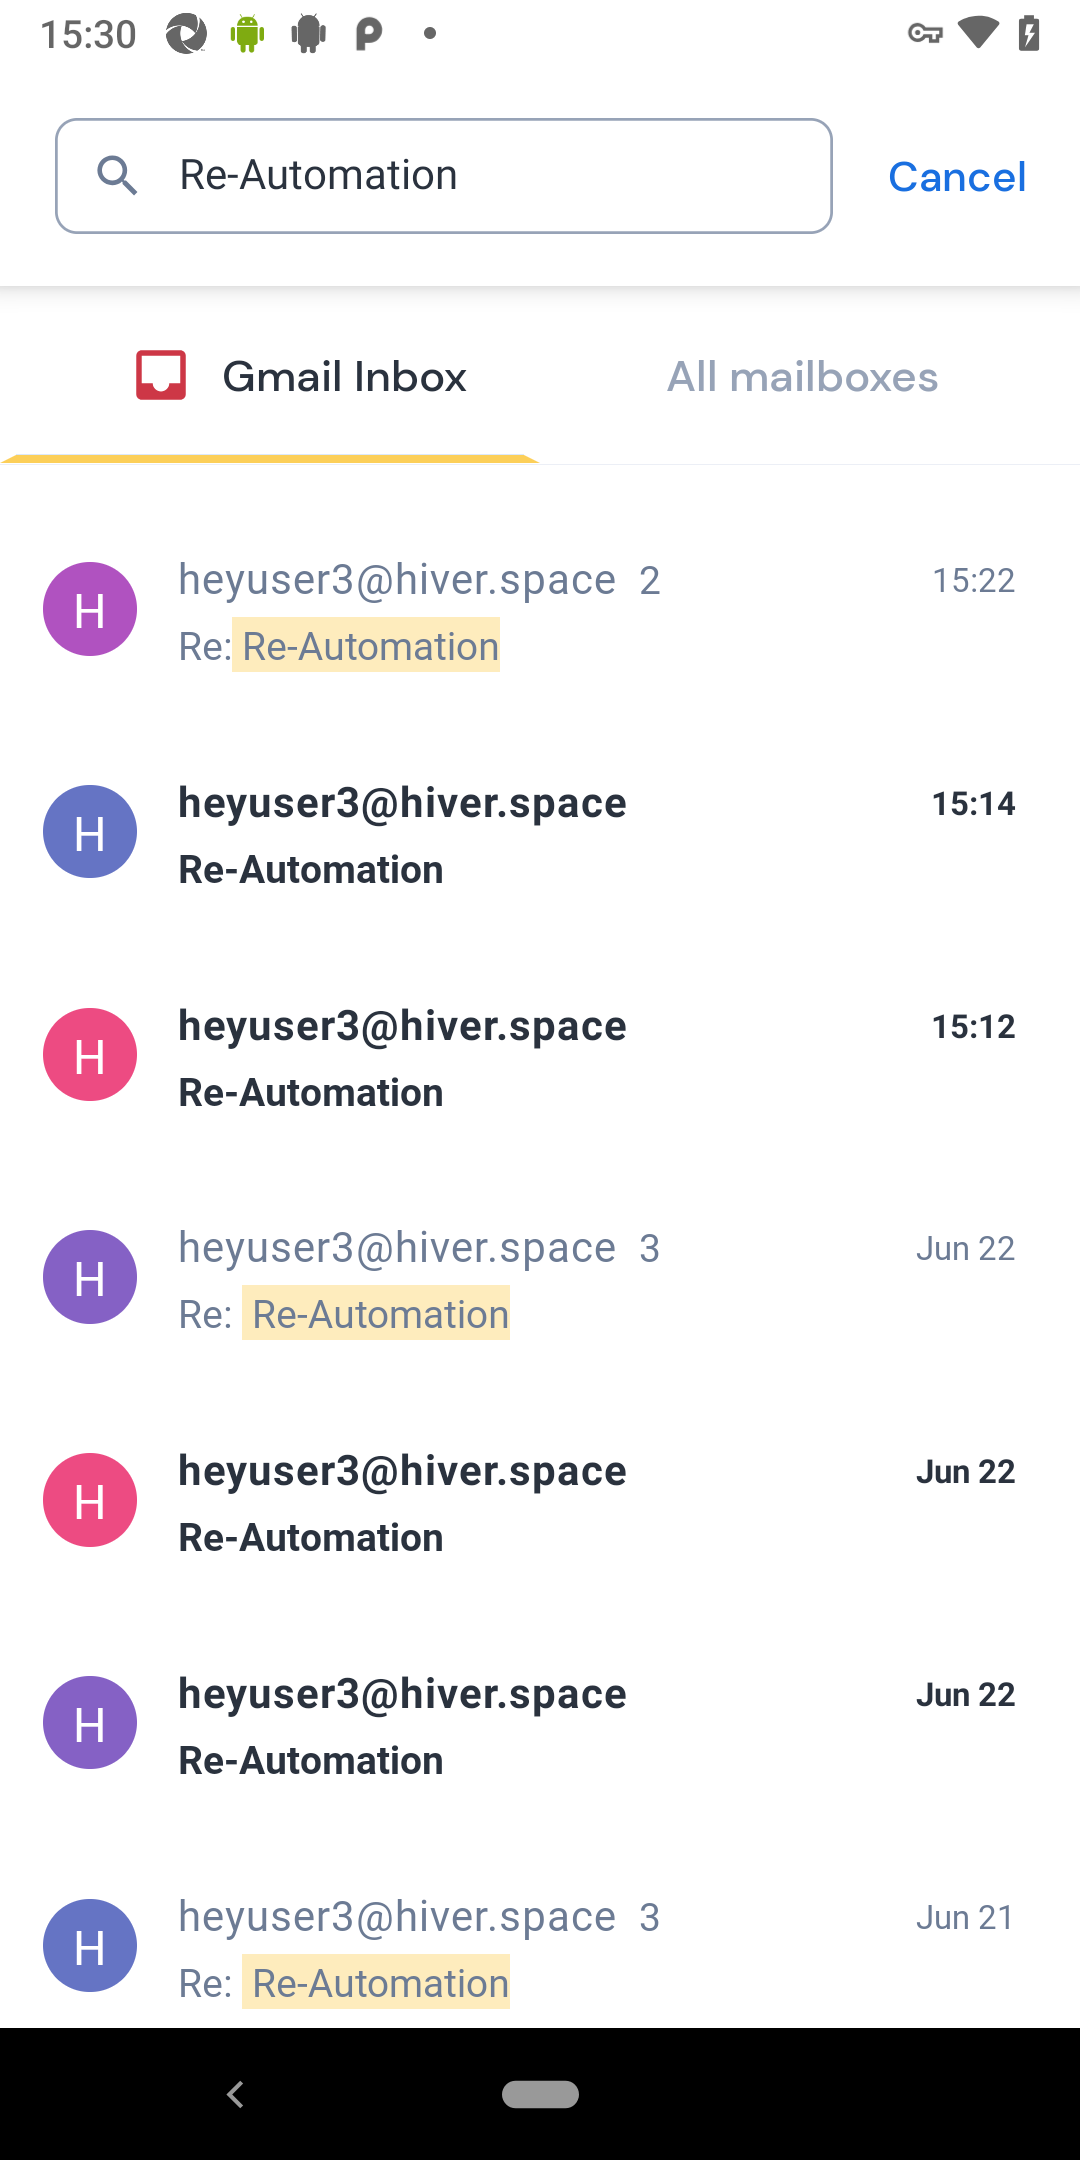 15:30
Re-Automation
Cancel
Gmail Inbox
All mailboxes
H
heyuser3@hiver.space 2
15:22
Re: Re-Automation
H
heyuser3@hiver.space
15:14
Re-Automation
H
heyuser3@hiver.space
15:12
Re-Automation
H
heyuser3@hiver.space 3
Jun 22
Re: Re-Automation
H
heyuser3@hiver.space
Jun 22
Re-Automation
H
heyuser3@hiver.space
Jun 22
Re-Automation
H
heyuser3@hiver.space 3
Jun 21
Re: Re-Automation